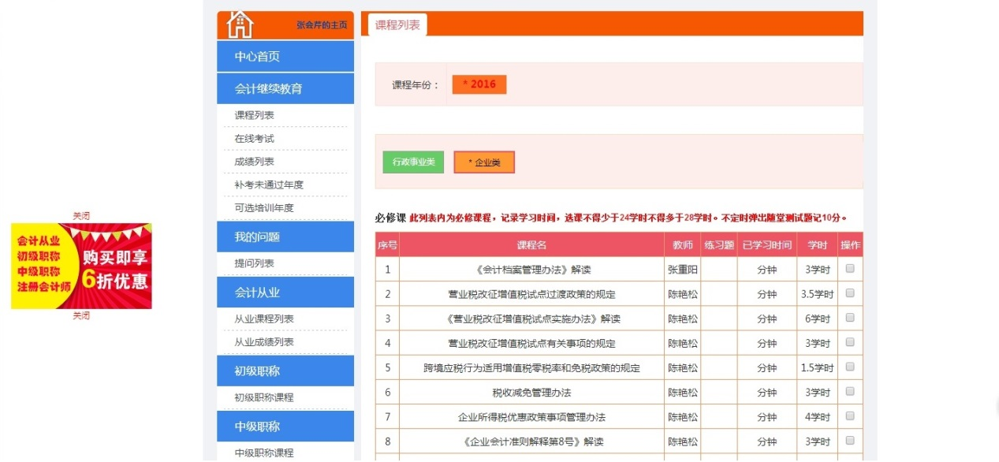 张会芹的主页
课程列表
中心首页
会计继续教育
课程列表
在线考试
成绩列表
补考未通过年度
可选培训年度
我的问题
提问列表
会计从业
从业课程列表
从业成绩列表
初级职称
初级职称课程
中级职称
中级职称课程
关闭
会计从业
初级职称
中级职称
注册会计师
购买即享
6折优惠
关闭
课程年份： * 2016
行政事业类 * 企业类
必修课 此列表内为必修课程，记录学习时间，选课不得少于24学时不得多于28学时。不定时弹出随堂测试题记10分。
序号 课程名 教师 练习题 已学习时间 学时 操作
1 《会计档案管理办法》解读 张重阳 分钟 3学时
2 营业税改征增值税试点过渡政策的规定 陈艳松 分钟 3.5学时
3 《营业税改征增值税试点实施办法》解读 陈艳松 分钟 6学时
4 营业税改征增值税试点有关事项的规定 陈艳松 分钟 3学时
5 跨境应税行为适用增值税零税率和免税政策的规定 陈艳松 分钟 1.5学时
6 税收减免管理办法 陈艳松 分钟 3学时
7 企业所得税优惠政策事项管理办法 陈艳松 分钟 4学时
8 《企业会计准则解释第8号》解读 陈艳松 分钟 3学时